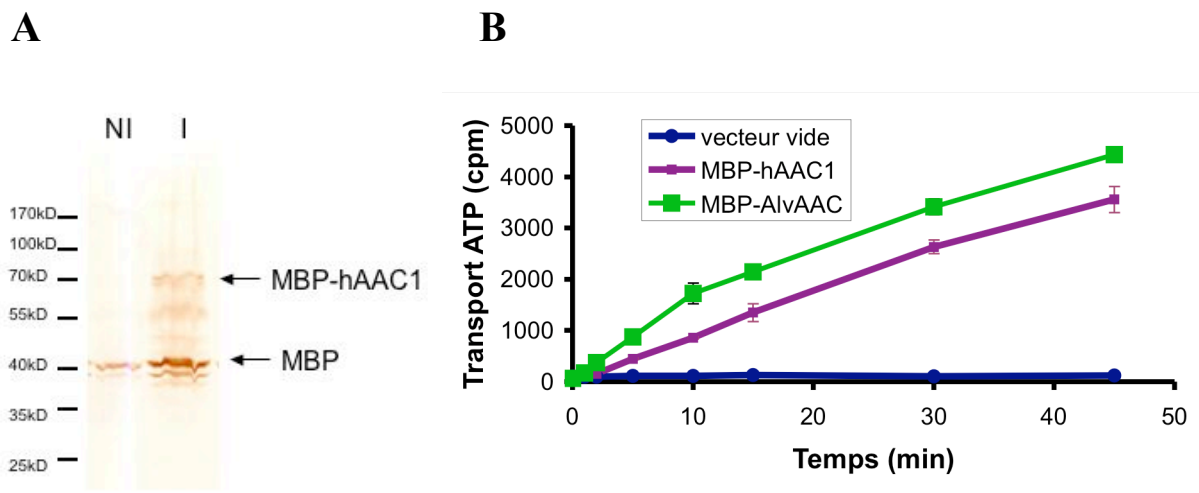 A
B
NI I
170kD
100kD
70kD
MBP-hAAC1
55kD
40kD
MBP
35kD
25kD
Transport ATP (cpm)
5000
4000
3000
2000
1000
0
vecteur vide
MBP-hAAC1
MBP-AlvAAC
0 10 20 30 40 50
Temps (min)